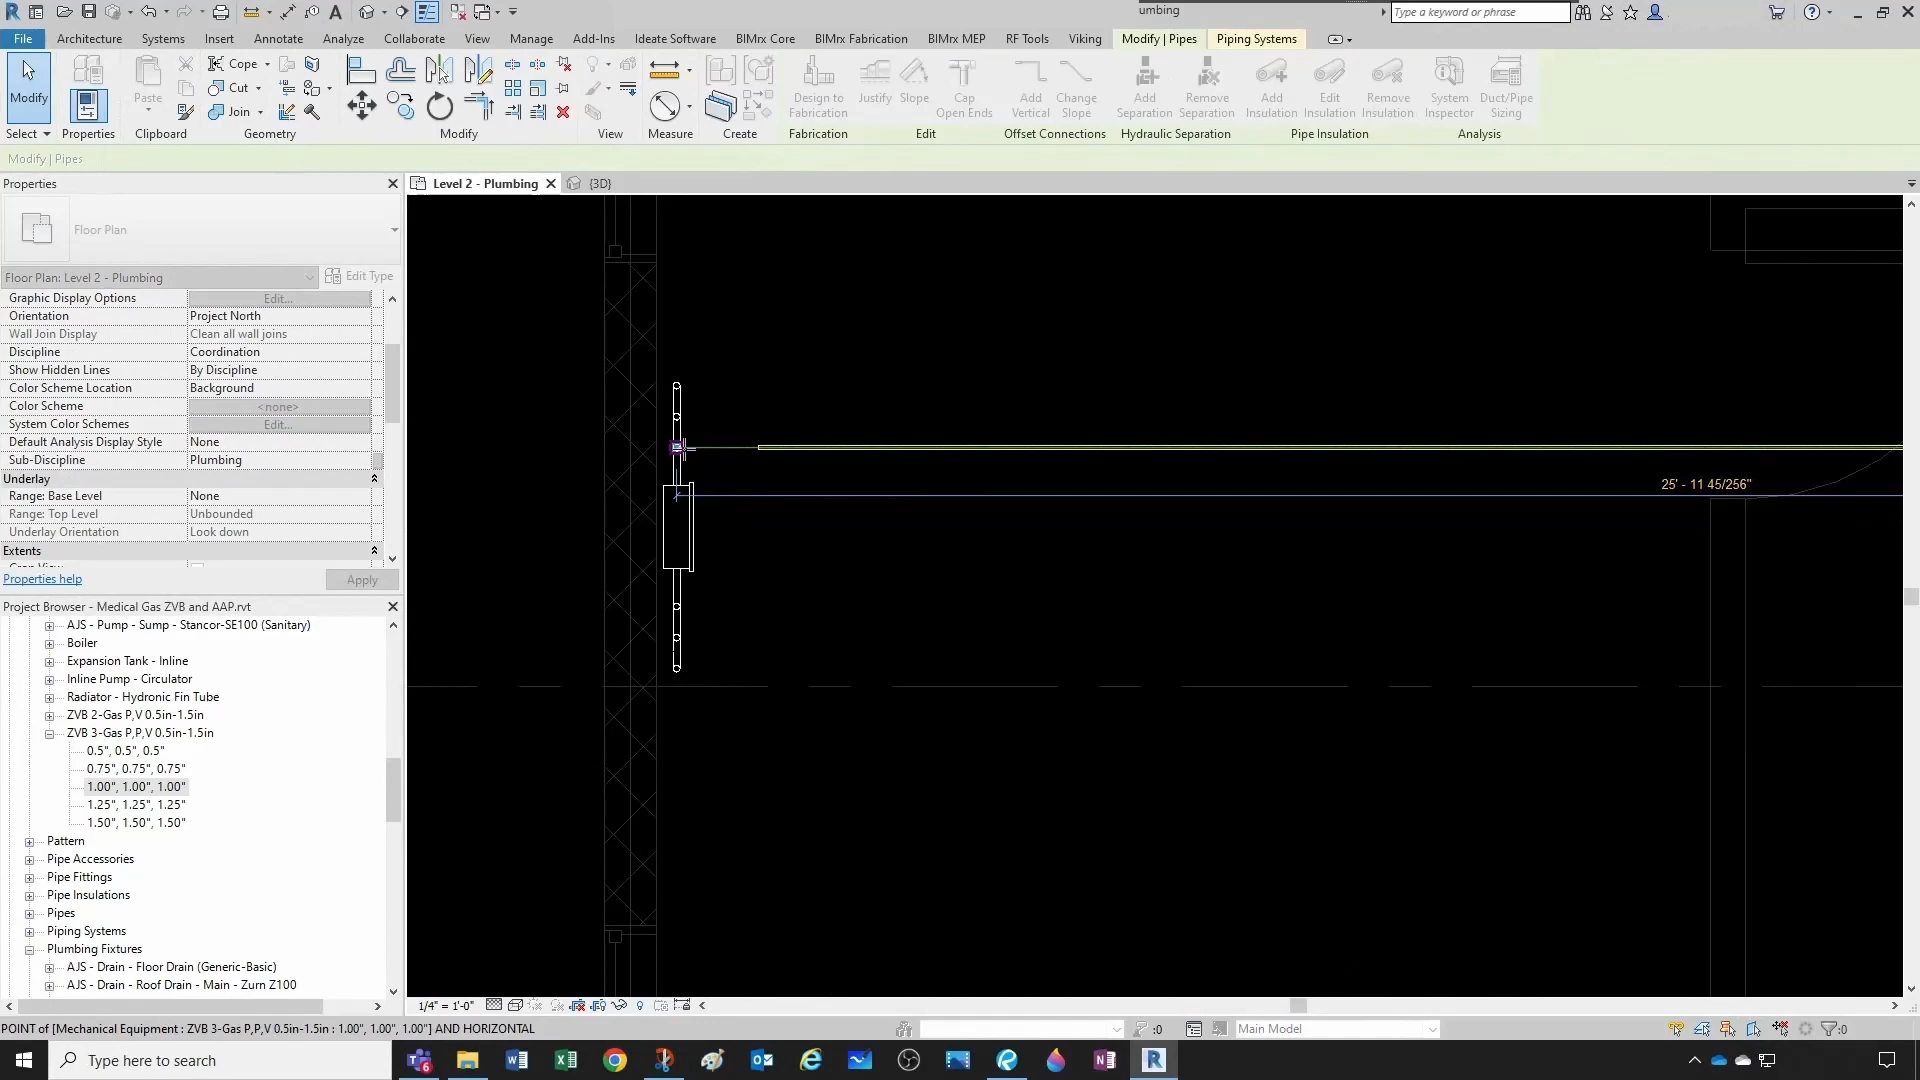 umbing
Type a keyword or phrase
File Architecture Systems Insert Annotate Analyze Collaborate View Manage Add-Ins Ideate Software BIMrx Core BIMrx Fabrication BIMrx MEP RF Tools Viking Modify | Pipes Piping Systems
Modify Paste Cope Cut Join
Design to Fabrication Justify Slope Cap Open Ends Add Vertical Change Slope Add Separation Remove Separation Add Insulation Edit Insulation Remove Insulation System Inspector Duct/Pipe Sizing
Select Properties Clipboard Geometry Modify View Measure Create Fabrication Edit Offset Connections Hydraulic Separation Pipe Insulation Analysis
Modify | Pipes
Properties
Level 2 - Plumbing {3D}
Floor Plan
Floor Plan: Level 2 - Plumbing Edit Type
Graphic Display Options Edit...
Orientation Project North
Wall Join Display Clean all wall joins
Discipline Coordination
Show Hidden Lines By Discipline
Color Scheme Location Background
Color Scheme <none>
System Color Schemes Edit...
Default Analysis Display Style None
Sub-Discipline Plumbing
Underlay
Range: Base Level None
Range: Top Level Unbounded
Underlay Orientation Look down
Extents
Properties help Apply
25' - 11 45/256"
Project Browser - Medical Gas ZVB and AAP.rvt
AJS - Pump - Sump - Stancor-SE100 (Sanitary)
Boiler
Expansion Tank - Inline
Inline Pump - Circulator
Radiator - Hydronic Fin Tube
ZVB 2-Gas P,V 0.5in-1.5in
ZVB 3-Gas P,P,V 0.5in-1.5in
0.5", 0.5", 0.5"
0.75", 0.75", 0.75"
1.00", 1.00", 1.00"
1.25", 1.25", 1.25"
1.50", 1.50", 1.50"
Pattern
Pipe Accessories
Pipe Fittings
Pipe Insulations
Pipes
Piping Systems
Plumbing Fixtures
AJS - Drain - Floor Drain (Generic-Basic)
AJS - Drain - Roof Drain - Main - Zurn Z100
1/4" = 1'-0"
POINT of [Mechanical Equipment : ZVB 3-Gas P,P,V 0.5in-1.5in : 1.00", 1.00", 1.00"] AND HORIZONTAL
:0
Main Model
:0
Type here to search
6